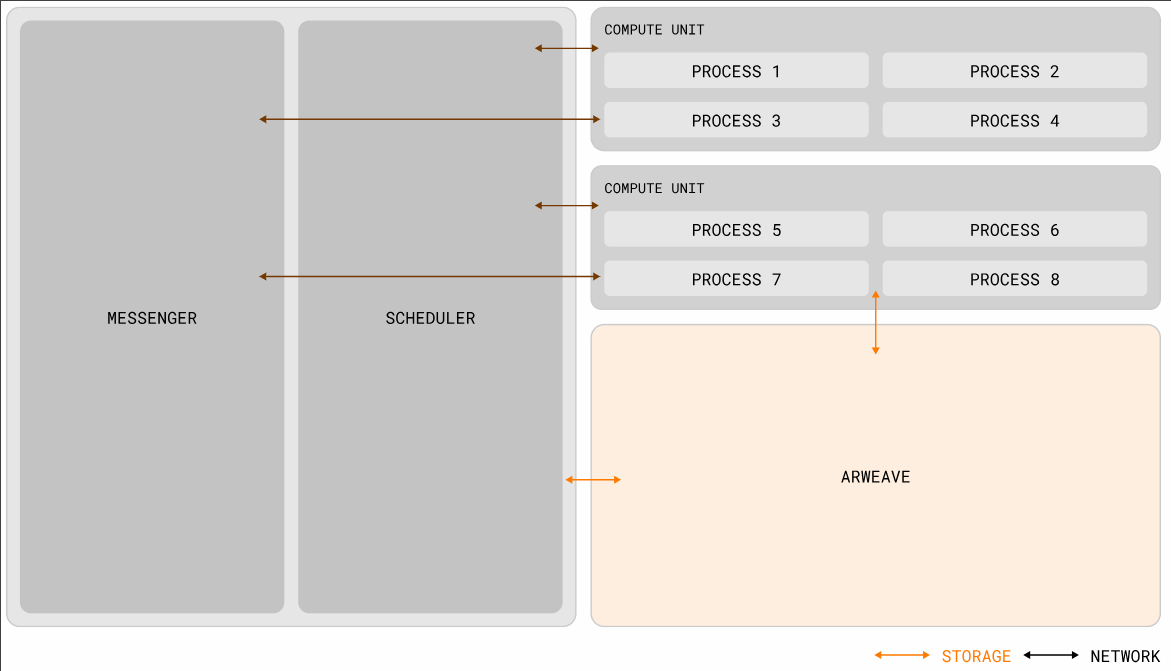 MESSENGER
SCHEDULER
COMPUTE UNIT
PROCESS 1
PROCESS 2
PROCESS 3
PROCESS 4
COMPUTE UNIT
PROCESS 5
PROCESS 6
PROCESS 7
PROCESS 8
ARWEAVE
STORAGE
NETWORK